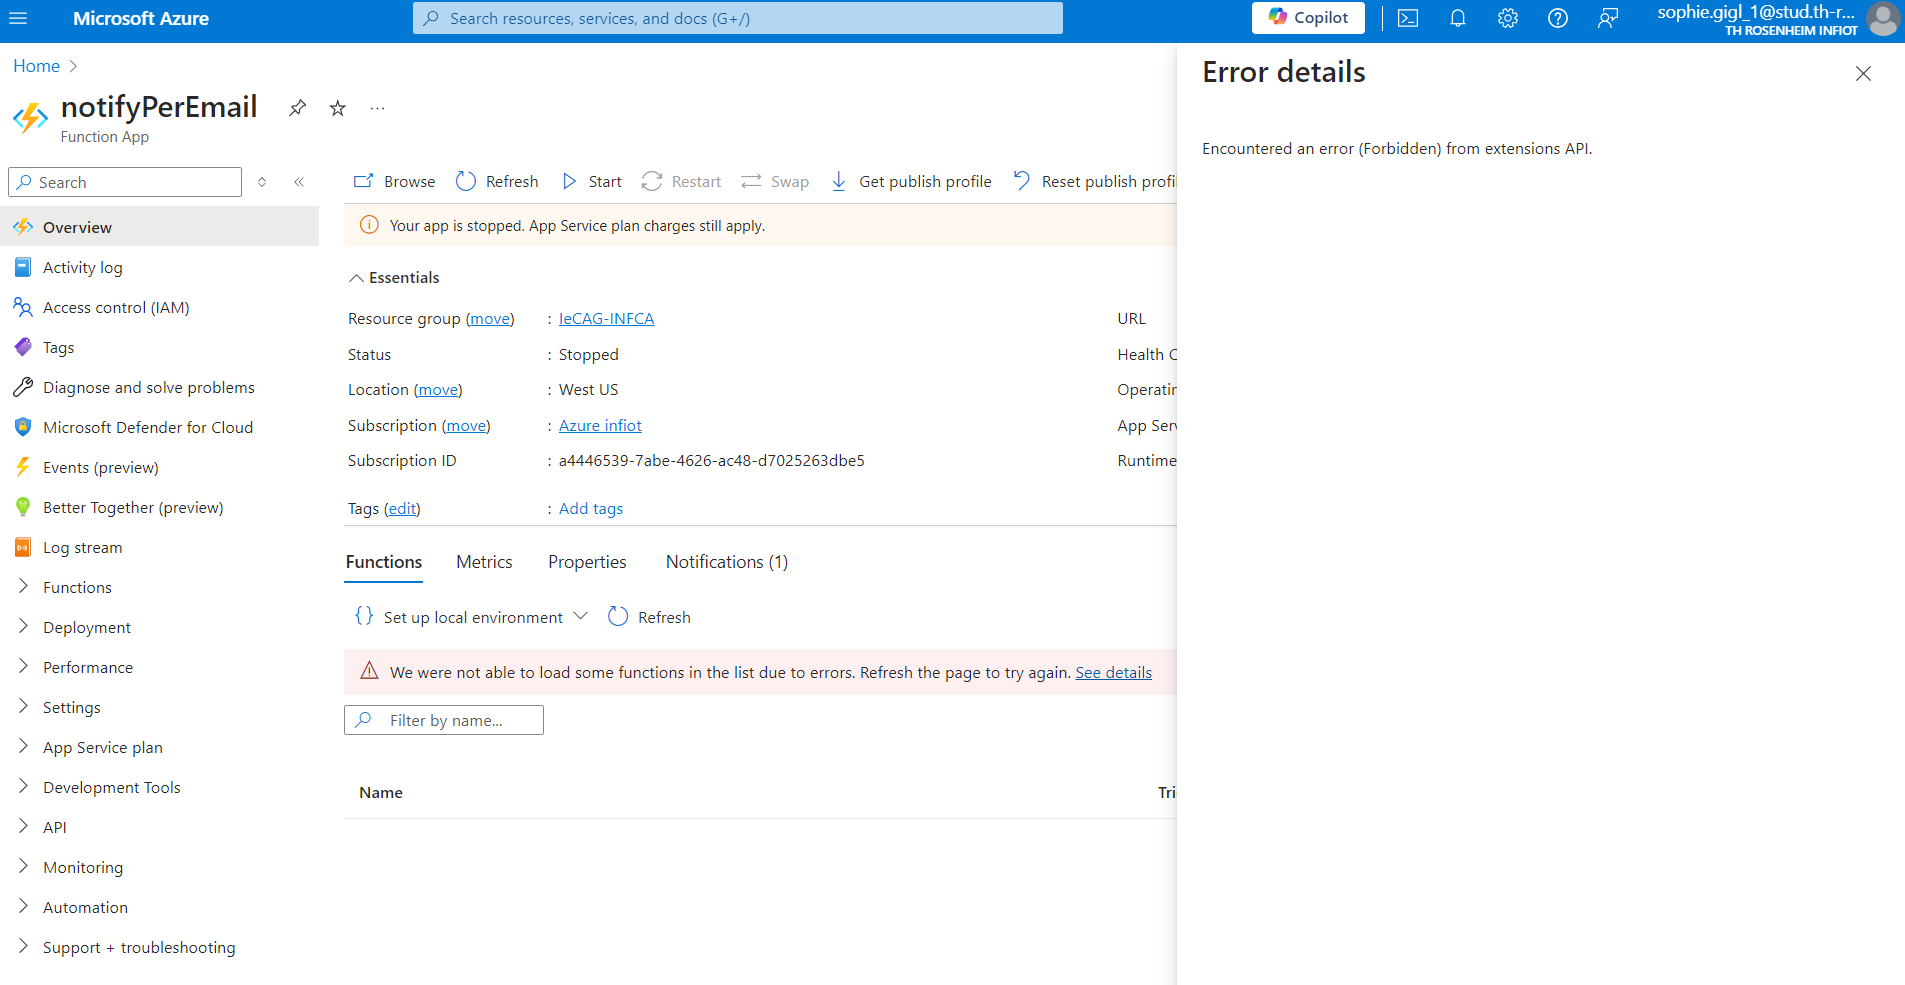 Microsoft Azure
Search resources, services, and docs (G+/)
Copilot
sophie.gigl_1@stud.th-r...
TH ROSENHEIM INFIOT
Home
notifyPerEmail
Function App
Search
Overview
Activity log
Access control (IAM)
Tags
Diagnose and solve problems
Microsoft Defender for Cloud
Events (preview)
Better Together (preview)
Log stream
Functions
Deployment
Performance
Settings
App Service plan
Development Tools
API
Monitoring
Automation
Support + troubleshooting
Browse Refresh Start Restart Swap Get publish profile Reset publish profi
Your app is stopped. App Service plan charges still apply.
Essentials
Resource group (move) : IeCAG-INFCA
Status : Stopped
Location (move) : West US
Subscription (move) : Azure infiot
Subscription ID : a4446539-7abe-4626-ac48-d7025263dbe5
Tags (edit) : Add tags
URL
Health C
Operatin
App Serv
Runtime
Functions Metrics Properties Notifications (1)
{} Set up local environment Refresh
We were not able to load some functions in the list due to errors. Refresh the page to try again. See details
Filter by name...
Name Tri
Error details
Encountered an error (Forbidden) from extensions API.